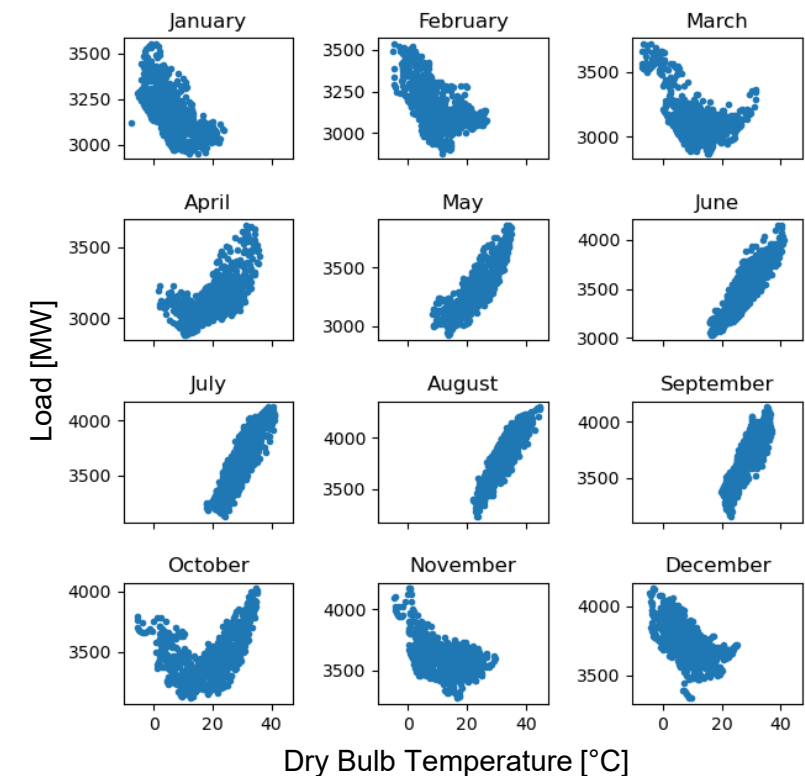 January February March
3500 3500 3500
3250 3250
3000 3000 3000
April May June
3500 3500 4000
3000 3000 3500
3000
July August September
4000 4000 4000
3500 3500 3500
October November December
4000 4000 4000
3500 3500 3500
0 20 40 0 20 40 0 20 40
Load [MW]
Dry Bulb Temperature [°C]